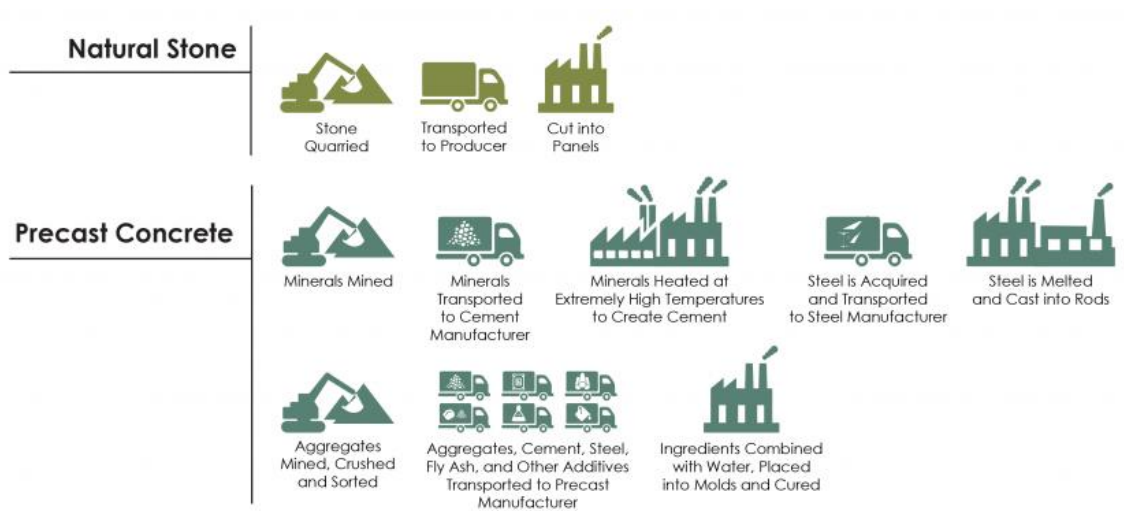 Natural Stone
Stone
Quarried
Transported
to Producer
Cut into
Panels
Precast Concrete
Minerals Mined
Minerals
Transported
to Cement
Manufacturer
Minerals Heated at
Extremely High Temperatures
to Create Cement
Steel is Acquired
and Transported
to Steel Manufacturer
Steel is Melted
and Cast into Rods
Aggregates
Mined, Crushed
and Sorted
Aggregates, Cement, Steel,
Fly Ash, and Other Additives
Transported to Precast
Manufacturer
Ingredients Combined
with Water, Placed
into Molds and Cured